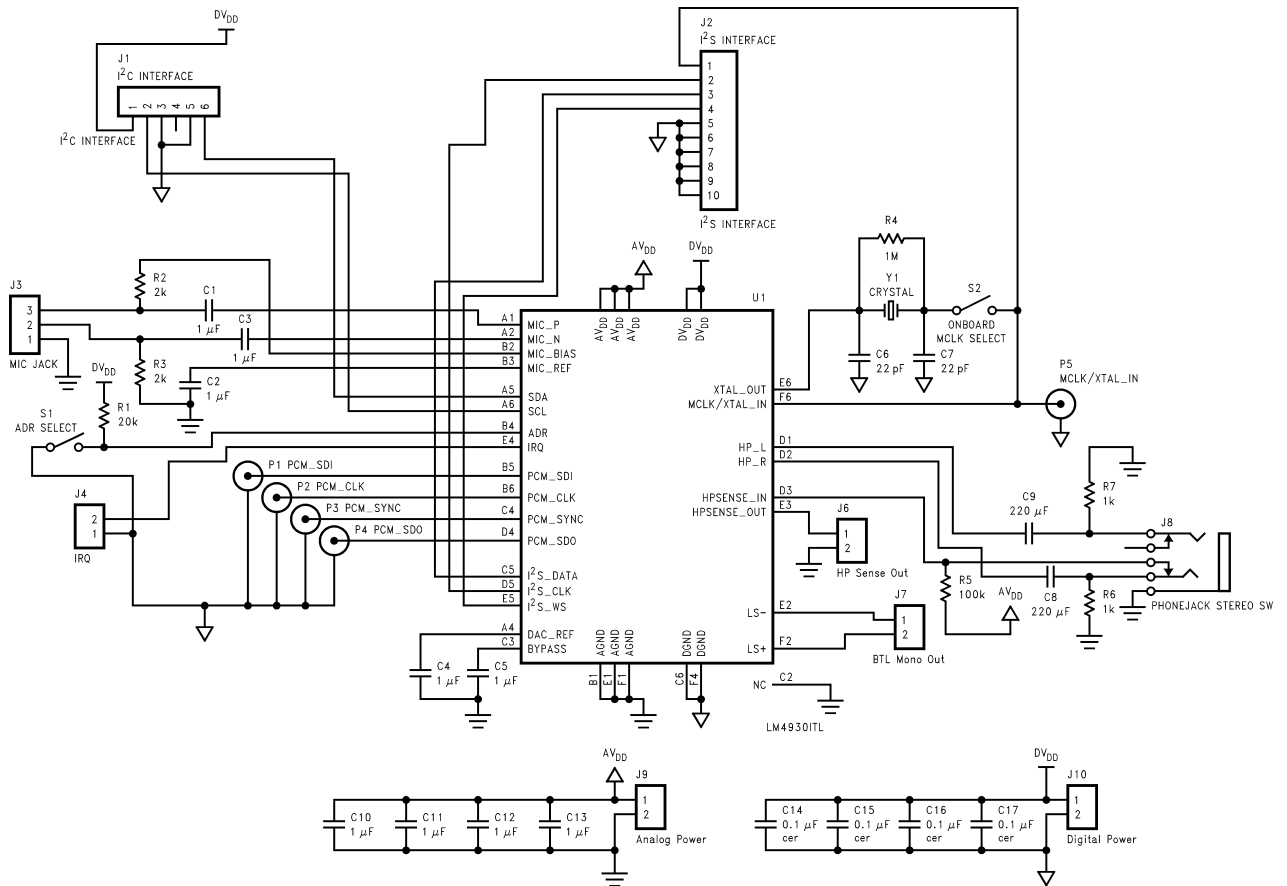 DVDD
J1
I²C INTERFACE
1 2 3 4 5 6
I²C INTERFACE
J2
I²S INTERFACE
1
2
3
4
5
6
7
8
9
10
I²S INTERFACE
R4
1M
Y1
CRYSTAL
S2
ONBOARD
MCLK SELECT
C6
22 pF
C7
22 pF
P5
MCLK/XTAL_IN
J3
3
2
1
MIC JACK
R2
2k
C1
1 µF
C3
1 µF
R3
2k
C2
1 µF
DVDD
R1
20k
S1
ADR SELECT
J4
2
1
IRQ
P1 PCM_SDI
P2 PCM_CLK
P3 PCM_SYNC
P4 PCM_SDO
AVDD
DVDD
U1
AVDD
AVDD
AVDD
DVDD
DVDD
A1 MIC_P
A2 MIC_N
B2 MIC_BIAS
B3 MIC_REF
A5 SDA
A6 SCL
B4 ADR
E4 IRQ
B5 PCM_SDI
B6 PCM_CLK
C4 PCM_SYNC
D4 PCM_SDO
C5 I²S_DATA
D5 I²S_CLK
E5 I²S_WS
A4 DAC_REF
C3 BYPASS
XTAL_OUT E6
MCLK/XTAL_IN F6
HP_L D1
HP_R D2
HPSENSE_IN D3
HPSENSE_OUT E3
LS- E2
LS+ F2
NC C2
AGND
AGND
AGND
DGND
DGND
B1
E1
F1
C6
F4
LM4930ITL
C4
1 µF
C5
1 µF
J6
1
2
HP Sense Out
J7
1
2
BTL Mono Out
R7
1k
C9
220 µF
J8
R5
100k
C8
220 µF
R6
1k
AVDD
PHONEJACK STEREO SW
AVDD
J9
1
2
Analog Power
C10
1 µF
C11
1 µF
C12
1 µF
C13
1 µF
DVDD
J10
1
2
Digital Power
C14
0.1 µF
cer
C15
0.1 µF
cer
C16
0.1 µF
cer
C17
0.1 µF
cer